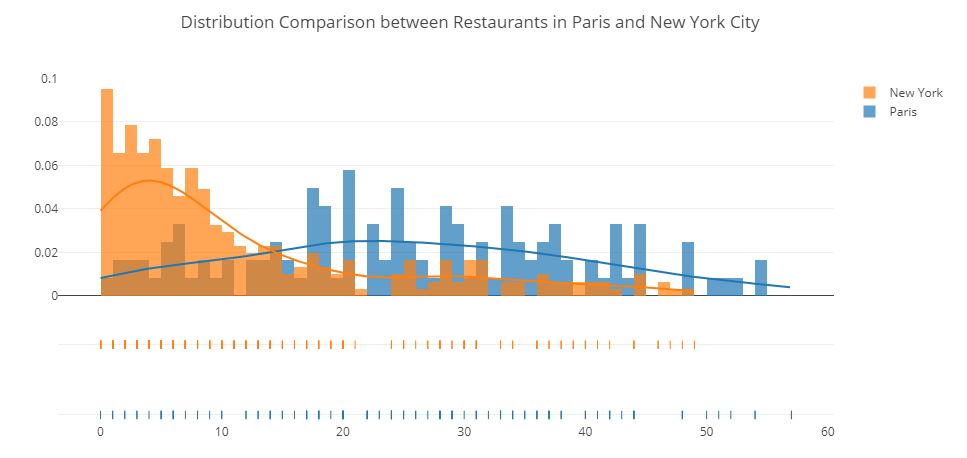 Distribution Comparison between Restaurants in Paris and New York City
0.1
0.08
0.06
0.04
0.02
0
New York
Paris
0 10 20 30 40 50 60